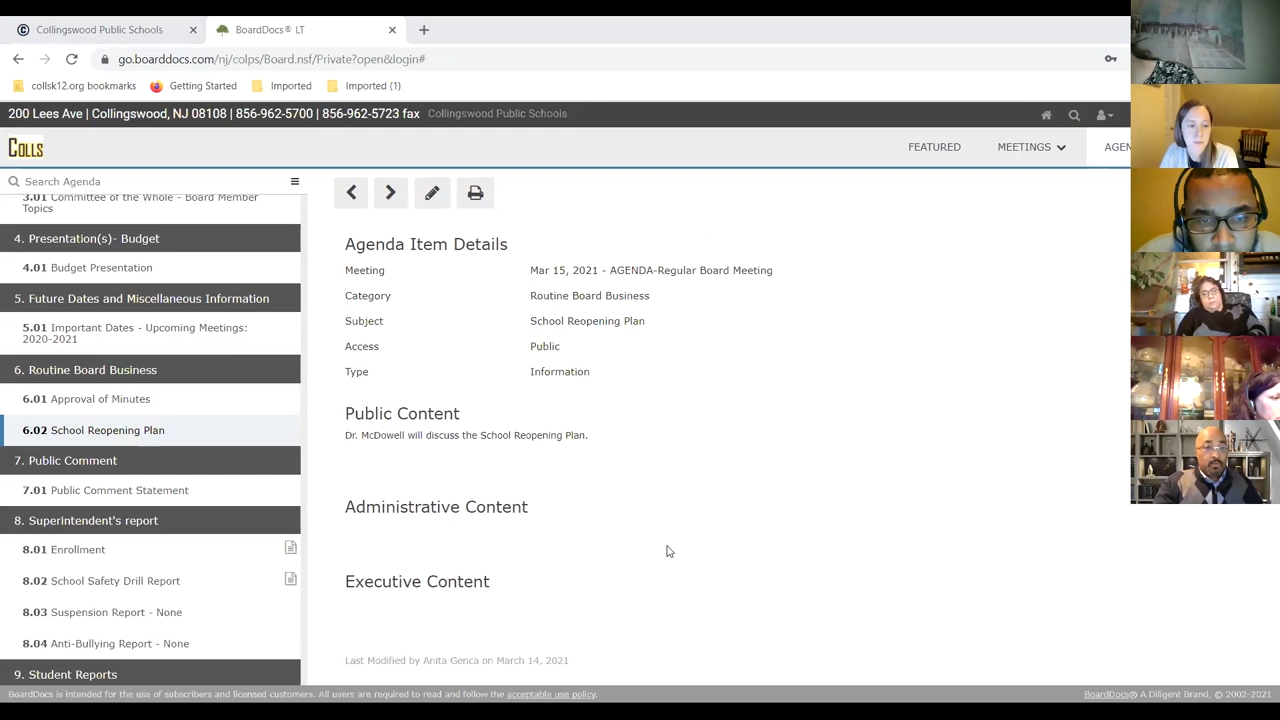 Collingswood Public Schools
BoardDocs® LT
go.boarddocs.com/nj/colps/Board.nsf/Private?open&login#
collsk12.org bookmarks
Getting Started
Imported
Imported (1)
200 Lees Ave | Collingswood, NJ 08108 | 856-962-5700 | 856-962-5723 fax
Collingswood Public Schools
COLLS
FEATURED
MEETINGS
AGEN
Search Agenda
3.01 Committee of the Whole - Board Member
Topics
4. Presentation(s)- Budget
4.01 Budget Presentation
5. Future Dates and Miscellaneous Information
5.01 Important Dates - Upcoming Meetings:
2020-2021
6. Routine Board Business
6.01 Approval of Minutes
6.02 School Reopening Plan
7. Public Comment
7.01 Public Comment Statement
8. Superintendent's report
8.01 Enrollment
8.02 School Safety Drill Report
8.03 Suspension Report - None
8.04 Anti-Bullying Report - None
9. Student Reports
Agenda Item Details
Meeting Mar 15, 2021 - AGENDA-Regular Board Meeting
Category Routine Board Business
Subject School Reopening Plan
Access Public
Type Information
Public Content
Dr. McDowell will discuss the School Reopening Plan.
Administrative Content
Executive Content
Last Modified by Anita Genca on March 14, 2021
BoardDocs is intended for the use of subscribers and licensed customers. All users are required to read and follow the acceptable use policy.
BoardDocs® A Diligent Brand, © 2002-2021